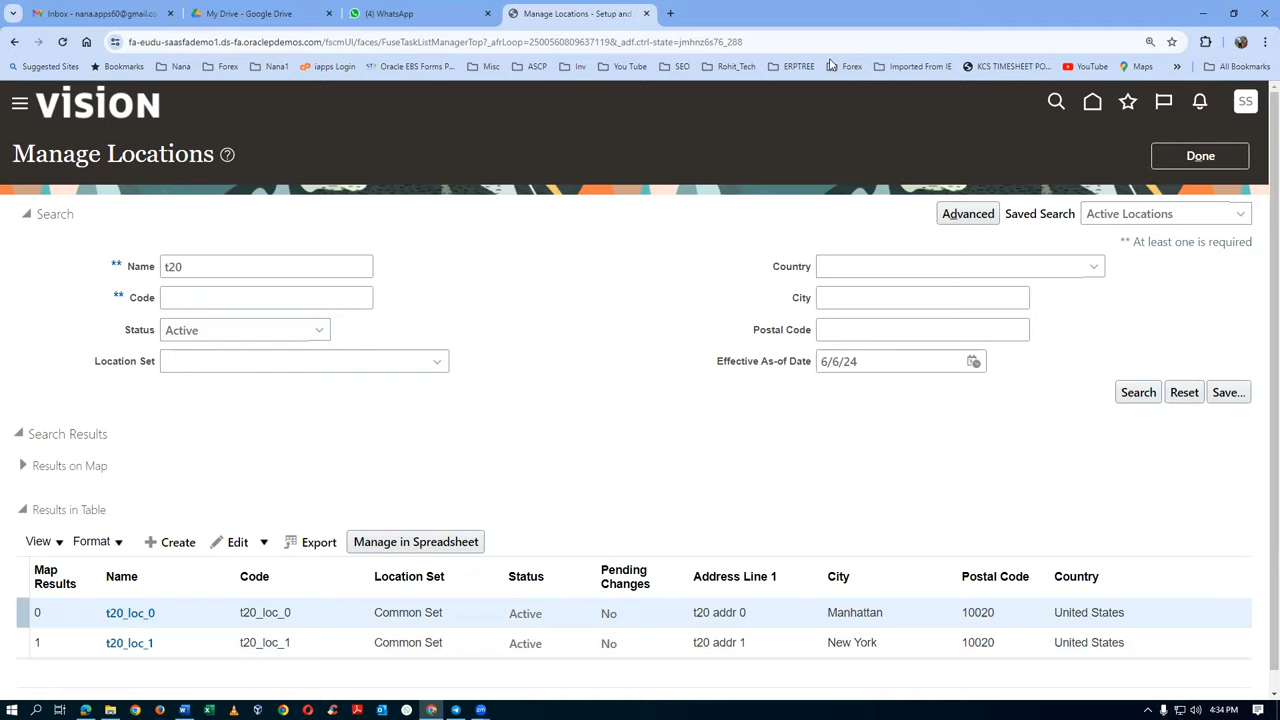 Inbox - nana.apps60@gmail.co
My Drive - Google Drive
(4) WhatsApp
Manage Locations - Setup and
fa-eudu-saasfademo1.ds-fa.oraclepdemos.com/fscmUI/faces/FuseTaskListManagerTop?_afrLoop=2500560809637119&_adf.ctrl-state=jmhnz6s76_288
Suggested Sites Bookmarks Nana Forex Nana1 iapps Login Oracle EBS Forms P... Misc ASCP Inv You Tube SEO Rohit_Tech ERPTREE Forex Imported From IE KCS TIMESHEET PO... YouTube Maps » All Bookmarks
VISION
SS
Manage Locations
Done
Search
Advanced Saved Search Active Locations
** At least one is required
** Name t20
Country
** Code
City
Status Active
Postal Code
Location Set
Effective As-of Date 6/6/24
Search Reset Save...
Search Results
Results on Map
Results in Table
View Format Create Edit Export Manage in Spreadsheet
Map Results Name Code Location Set Status Pending Changes Address Line 1 City Postal Code Country
0 t20_loc_0 t20_loc_0 Common Set Active No t20 addr 0 Manhattan 10020 United States
1 t20_loc_1 t20_loc_1 Common Set Active No t20 addr 1 New York 10020 United States
4:34 PM